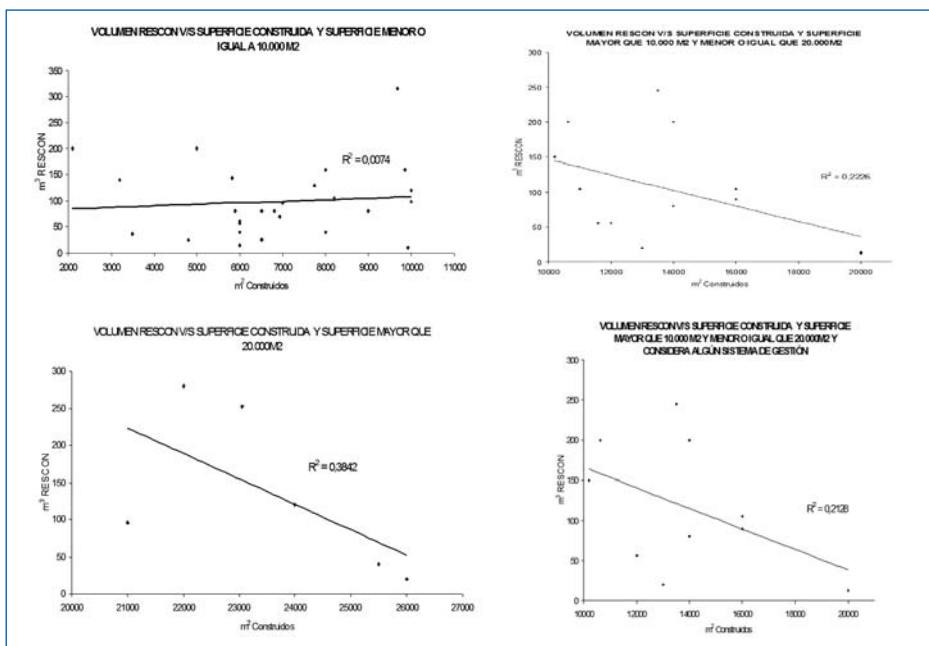 VOLUMEN RESCON V/S SUPERFICIE CONSTRUIDA Y SUPERFICIE MENOR O
IGUAL A 10.000 M2
350
300
250
200
150
100
50
0
m³ RESCON
R² = 0,0074
2000 3000 4000 5000 6000 7000 8000 9000 10000 11000
m² Construidos
VOLUMEN RESCON V/S SUPERFICIE CONSTRUIDA Y SUPERFICIE
MAYOR QUE 10.000 M2 Y MENOR O IGUAL QUE 20.000M2
300
250
200
150
100
50
0
m³ RESCON
R² = 0,2226
10000 12000 14000 16000 18000 20000
m² Construidos
VOLUMEN RESCON V/S SUPERFICIE CONSTRUIDA Y SUPERFICIE MAYOR QUE
20.000M2
300
250
200
150
100
50
0
m³ RESCON
R² = 0,3842
20000 21000 22000 23000 24000 25000 26000 27000
m² Construidos
VOLUMEN RESCON V/S SUPERFICIE CONSTRUIDA Y SUPERFICIE
MAYOR QUE 10.000 M2 Y MENOR O IGUAL QUE 20.000M2 Y
CONSIDERA ALGÚN SISTEMA DE GESTIÓN
300
250
200
150
100
50
0
m³ RESCON
R² = 0,2128
10000 12000 14000 16000 18000 20000
m² Construidos